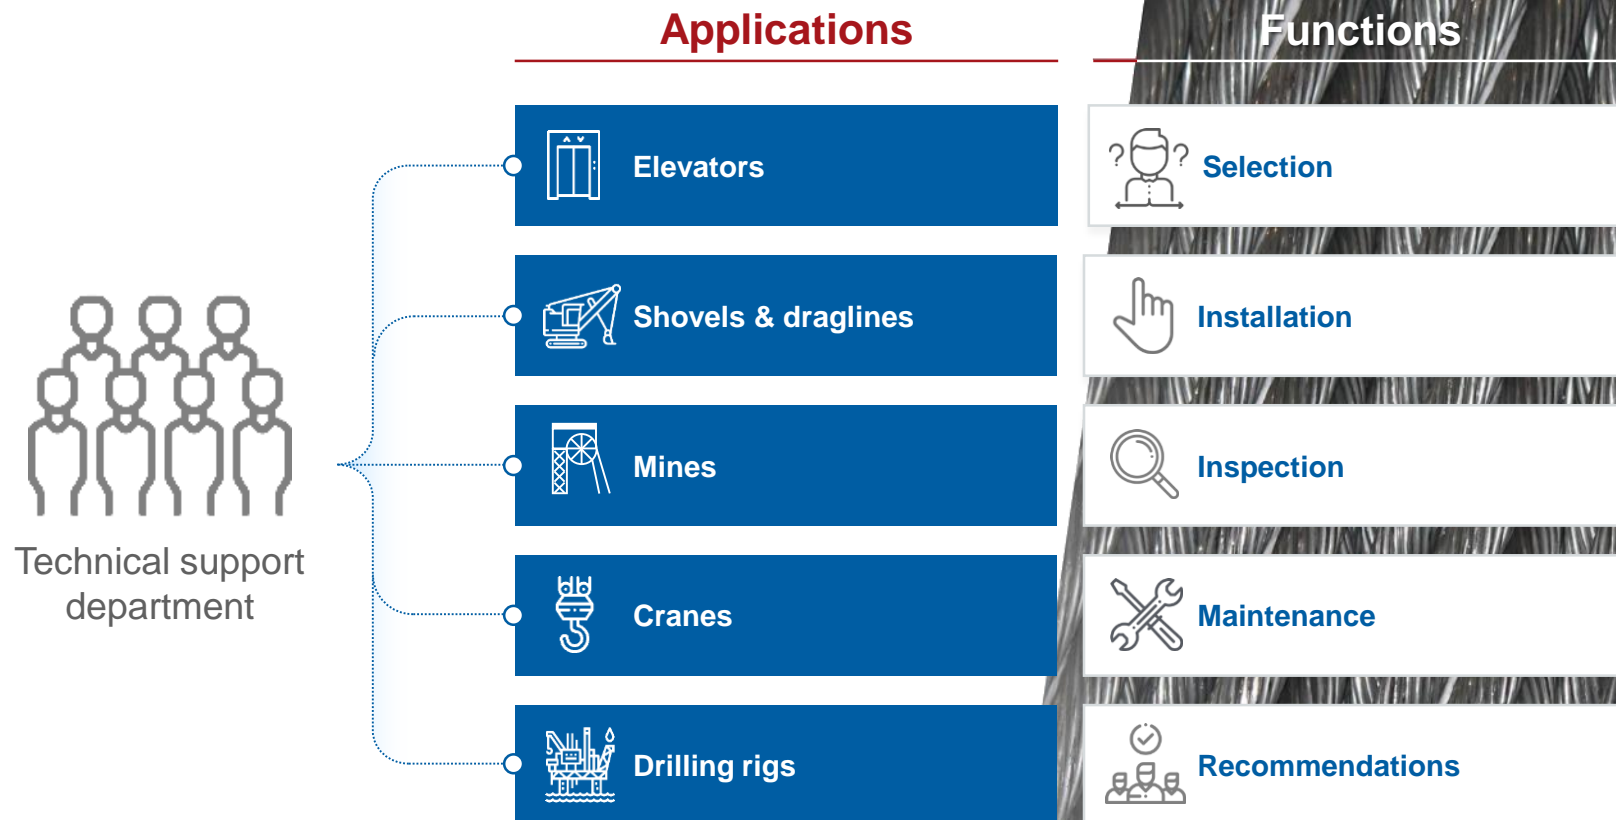 Applications
Functions
Elevators
Selection
Shovels & draglines
Installation
Mines
Inspection
Technical support
department
Cranes
Maintenance
Drilling rigs
Recommendations